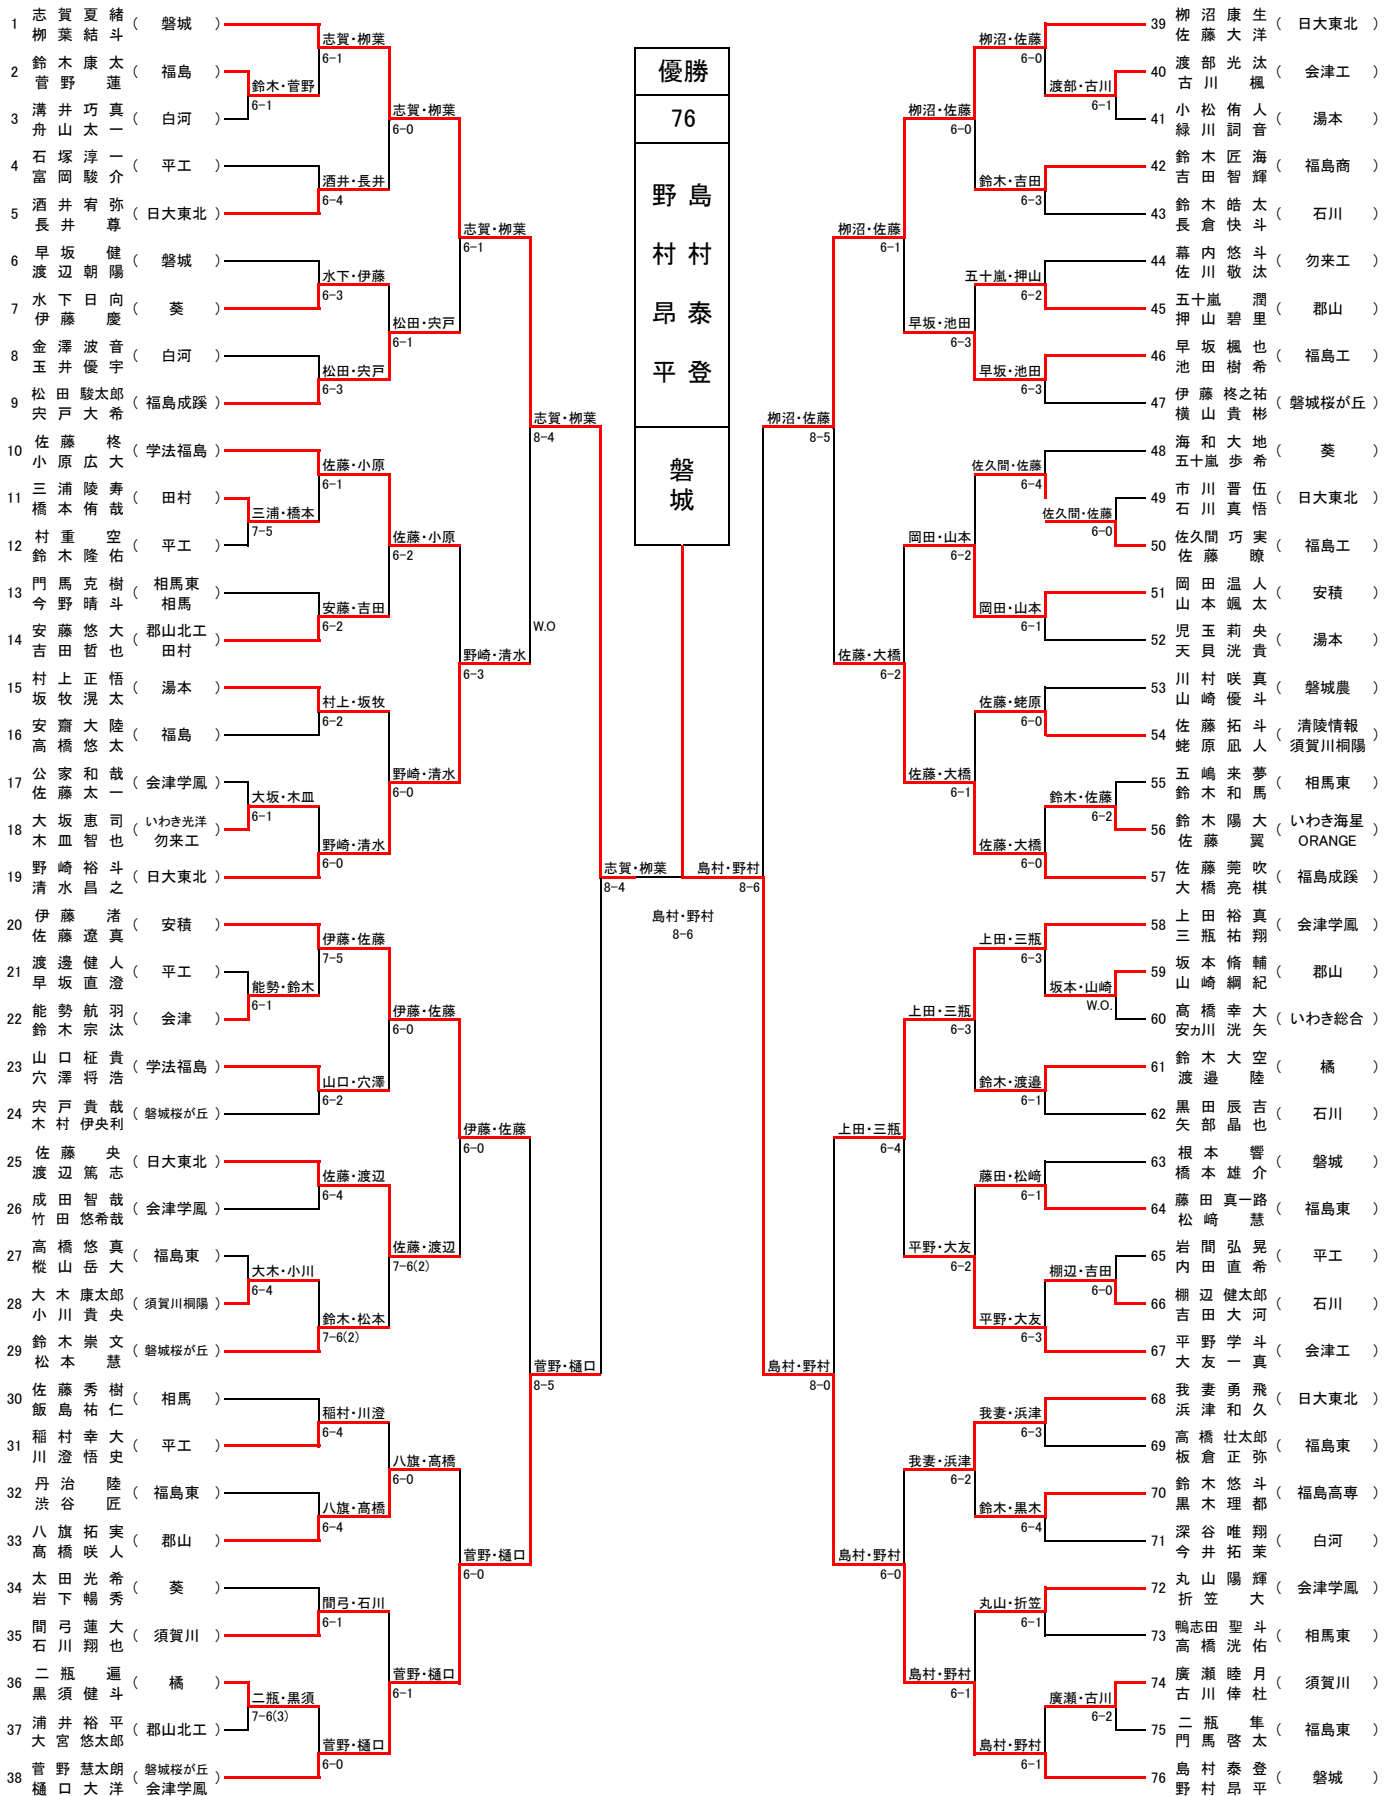 1 志賀夏緒 柳葉結斗 ( 磐城 )
2 鈴木康太 菅野蓮 ( 福島 )
3 溝井巧真 舟山太一 ( 白河 )
4 石塚淳一 富岡駿介 ( 平工 )
5 酒井宥弥 長井尊 ( 日大東北 )
6 早坂健 渡辺朝陽 ( 磐城 )
7 水下日向 伊藤慶 ( 葵 )
8 金澤波音 玉井優宇 ( 白河 )
9 松田駿太郎 宍戸大希 ( 福島成蹊 )
10 佐藤柊 小原広大 ( 学法福島 )
11 三浦陵寿 橋本侑哉 ( 田村 )
12 村重空 鈴木隆佑 ( 平工 )
13 門馬克樹 今野晴斗 ( 相馬東 相馬 )
14 安藤悠大 吉田哲也 ( 郡山北工 田村 )
15 村上正悟 坂牧滉太 ( 湯本 )
16 安齋大陸 高橋悠太 ( 福島 )
17 公家和哉 佐藤太一 ( 会津学鳳 )
18 大坂恵司 木皿智也 ( いわき光洋 勿来工 )
19 野崎裕斗 清水昌之 ( 日大東北 )
20 伊藤渚 佐藤遼真 ( 安積 )
21 渡邊健人 早坂直澄 ( 平工 )
22 能勢航羽 鈴木宗汰 ( 会津 )
23 山口柾貴 穴澤将浩 ( 学法福島 )
24 宍戸貴哉 木村伊央利 ( 磐城桜が丘 )
25 佐藤央 渡辺篤志 ( 日大東北 )
26 成田智哉 竹田悠希哉 ( 会津学鳳 )
27 高橋悠真 樅山岳大 ( 福島東 )
28 大木康太郎 小川貴央 ( 須賀川桐陽 )
29 鈴木崇文 松本慧 ( 磐城桜が丘 )
30 佐藤秀樹 飯島祐仁 ( 相馬 )
31 稲村幸大 川澄悟史 ( 平工 )
32 丹治陸 渋谷匠 ( 福島東 )
33 八旗拓実 髙橋咲人 ( 郡山 )
34 太田光希 岩下暢秀 ( 葵 )
35 間弓蓮大 石川翔也 ( 須賀川 )
36 二瓶遍 黒須健斗 ( 橘 )
37 浦井裕平 大宮悠太郎 ( 郡山北工 )
38 菅野慧太朗 樋口大洋 ( 磐城桜が丘 会津学鳳 )
鈴木・菅野 6-1
三浦・橋本 7-5
大坂・木皿 6-1
能勢・鈴木 6-1
大木・小川 6-4
二瓶・黒須 7-6(3)
志賀・柳葉 6-1
酒井・長井 6-4
水下・伊藤 6-3
松田・宍戸 6-3
佐藤・小原 6-1
安藤・吉田 6-2
村上・坂牧 6-2
野崎・清水 6-0
伊藤・佐藤 7-5
山口・穴澤 6-2
佐藤・渡辺 6-4
鈴木・松本 7-6(2)
稲村・川澄 6-4
八旗・髙橋 6-4
間弓・石川 6-1
菅野・樋口 6-0
志賀・柳葉 6-0
松田・宍戸 6-1
佐藤・小原 6-2
野崎・清水 6-0
伊藤・佐藤 6-0
佐藤・渡辺 7-6(2)
八旗・髙橋 6-0
菅野・樋口 6-1
志賀・柳葉 6-1
野崎・清水 6-3
伊藤・佐藤 6-0
菅野・樋口 6-0
志賀・柳葉 8-4
W.O
菅野・樋口 8-5
志賀・柳葉 8-4
優勝
76
島村泰登
野村昂平
磐城
島村・野村 8-6
島村・野村
8-6
柳沼・佐藤 8-5
島村・野村 8-0
柳沼・佐藤 6-1
佐藤・大橋 6-2
上田・三瓶 6-4
島村・野村 6-0
柳沼・佐藤 6-0
早坂・池田 6-3
岡田・山本 6-2
佐藤・大橋 6-1
上田・三瓶 6-3
平野・大友 6-2
我妻・浜津 6-2
島村・野村 6-1
柳沼・佐藤 6-0
鈴木・吉田 6-3
五十嵐・押山 6-2
早坂・池田 6-3
佐久間・佐藤 6-4
岡田・山本 6-1
佐藤・蛯原 6-0
佐藤・大橋 6-0
上田・三瓶 6-3
鈴木・渡邉 6-1
藤田・松﨑 6-1
平野・大友 6-3
我妻・浜津 6-3
鈴木・黒木 6-4
丸山・折笠 6-1
島村・野村 6-1
渡部・古川 6-1
佐久間・佐藤 6-0
鈴木・佐藤 6-2
坂本・山崎 W.O.
棚辺・吉田 6-0
廣瀬・古川 6-2
39 柳沼康生 佐藤大洋 ( 日大東北 )
40 渡部光汰 古川楓 ( 会津工 )
41 小松侑人 緑川詞音 ( 湯本 )
42 鈴木匠海 吉田智輝 ( 福島商 )
43 鈴木皓太 長倉快斗 ( 石川 )
44 幕内悠斗 佐川敬汰 ( 勿来工 )
45 五十嵐潤 押山碧里 ( 郡山 )
46 早坂楓也 池田樹希 ( 福島工 )
47 伊藤柊之祐 横山貴彬 ( 磐城桜が丘 )
48 海和大地 五十嵐歩希 ( 葵 )
49 市川晋伍 石川真悟 ( 日大東北 )
50 佐久間巧実 佐藤瞭 ( 福島工 )
51 岡田温人 山本颯太 ( 安積 )
52 児玉莉央 天貝洸貴 ( 湯本 )
53 川村咲真 山崎優斗 ( 磐城農 )
54 佐藤拓斗 蛯原凪人 ( 清陵情報 須賀川桐陽 )
55 五嶋来夢 鈴木和馬 ( 相馬東 )
56 鈴木陽大 佐藤翼 ( いわき海星 ORANGE )
57 佐藤莞吹 大橋亮棋 ( 福島成蹊 )
58 上田裕真 三瓶祐翔 ( 会津学鳳 )
59 坂本脩輔 山崎綱紀 ( 郡山 )
60 髙橋幸大 安ヵ川洸矢 ( いわき総合 )
61 鈴木大空 渡邉陸 ( 橘 )
62 黒田辰吉 矢部晶也 ( 石川 )
63 根本響 橋本雄介 ( 磐城 )
64 藤田真一路 松﨑慧 ( 福島東 )
65 岩間弘晃 内田直希 ( 平工 )
66 棚辺健太郎 吉田大河 ( 石川 )
67 平野学斗 大友一真 ( 会津工 )
68 我妻勇飛 浜津和久 ( 日大東北 )
69 高橋壮太郎 板倉正弥 ( 福島東 )
70 鈴木悠斗 黒木理都 ( 福島高専 )
71 深谷唯翔 今井拓茉 ( 白河 )
72 丸山陽輝 折笠大 ( 会津学鳳 )
73 鴨志田聖斗 高橋洸佑 ( 相馬東 )
74 廣瀬睦月 古川倖杜 ( 須賀川 )
75 二瓶隼 門馬啓太 ( 福島東 )
76 島村泰登 野村昂平 ( 磐城 )